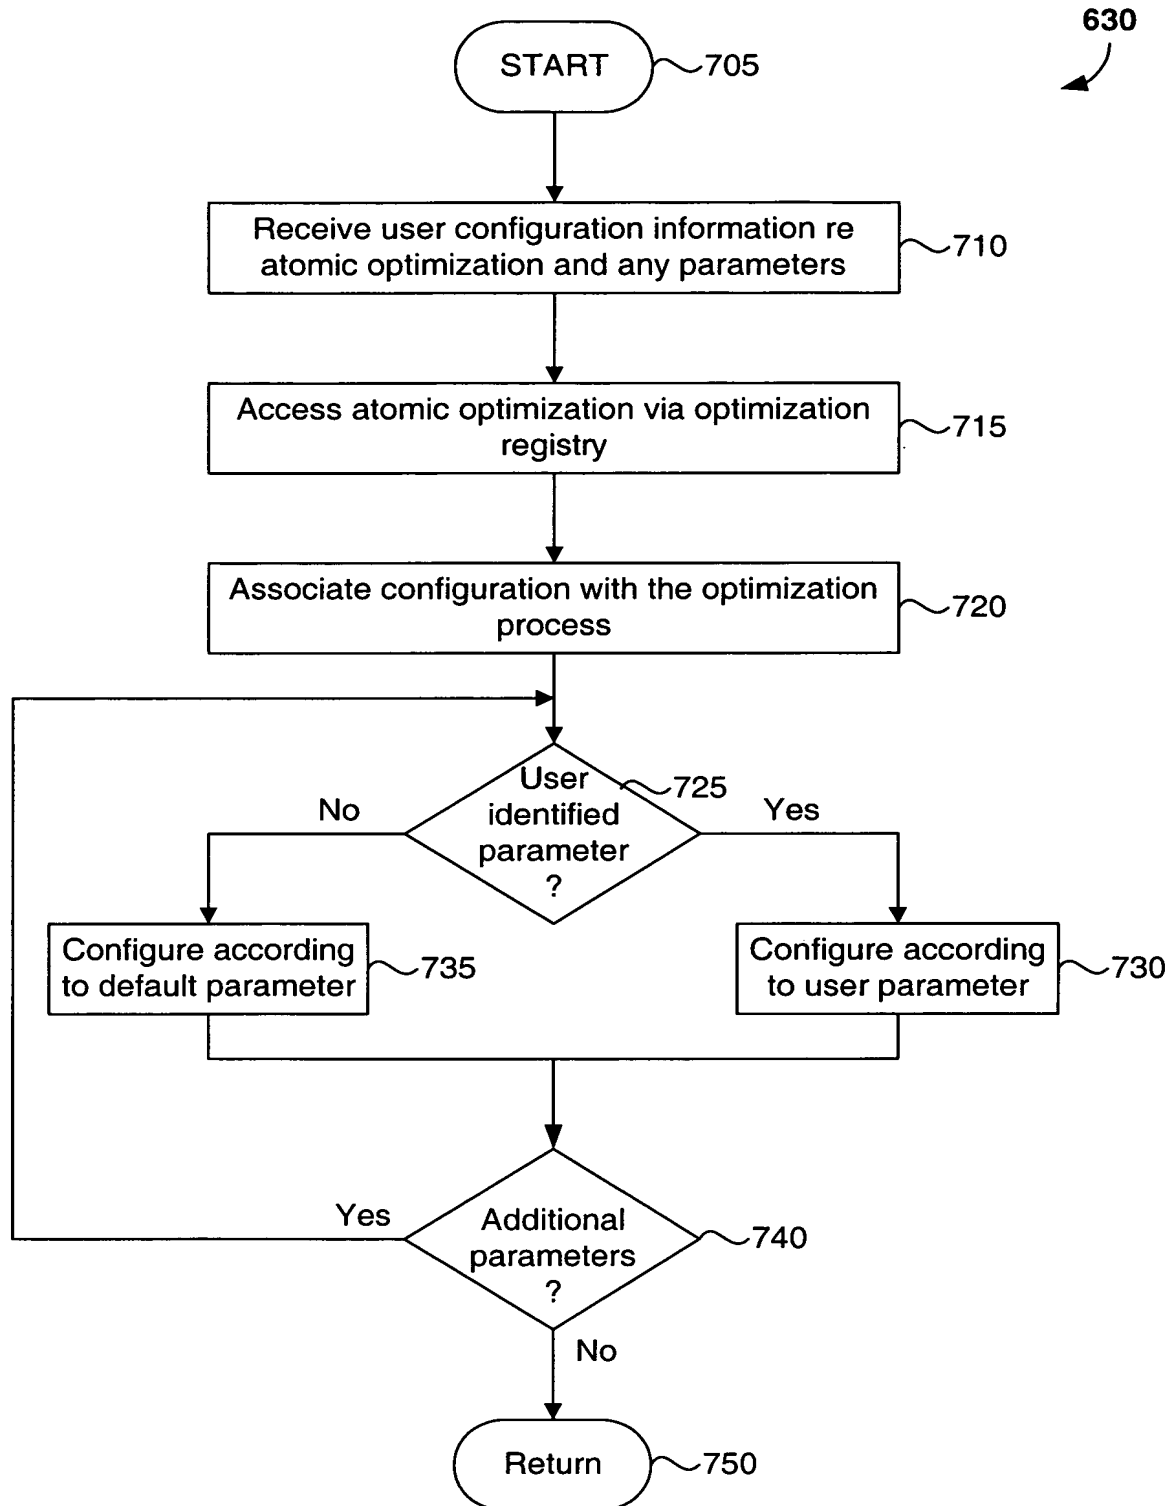 630
START
705
Receive user configuration information re
atomic optimization and any parameters
710
Access atomic optimization via optimization
registry
715
Associate configuration with the optimization
process
720
User
identified
parameter
?
725
No
Yes
Configure according
to default parameter
735
Configure according
to user parameter
730
Additional
parameters
?
740
Yes
No
Return
750